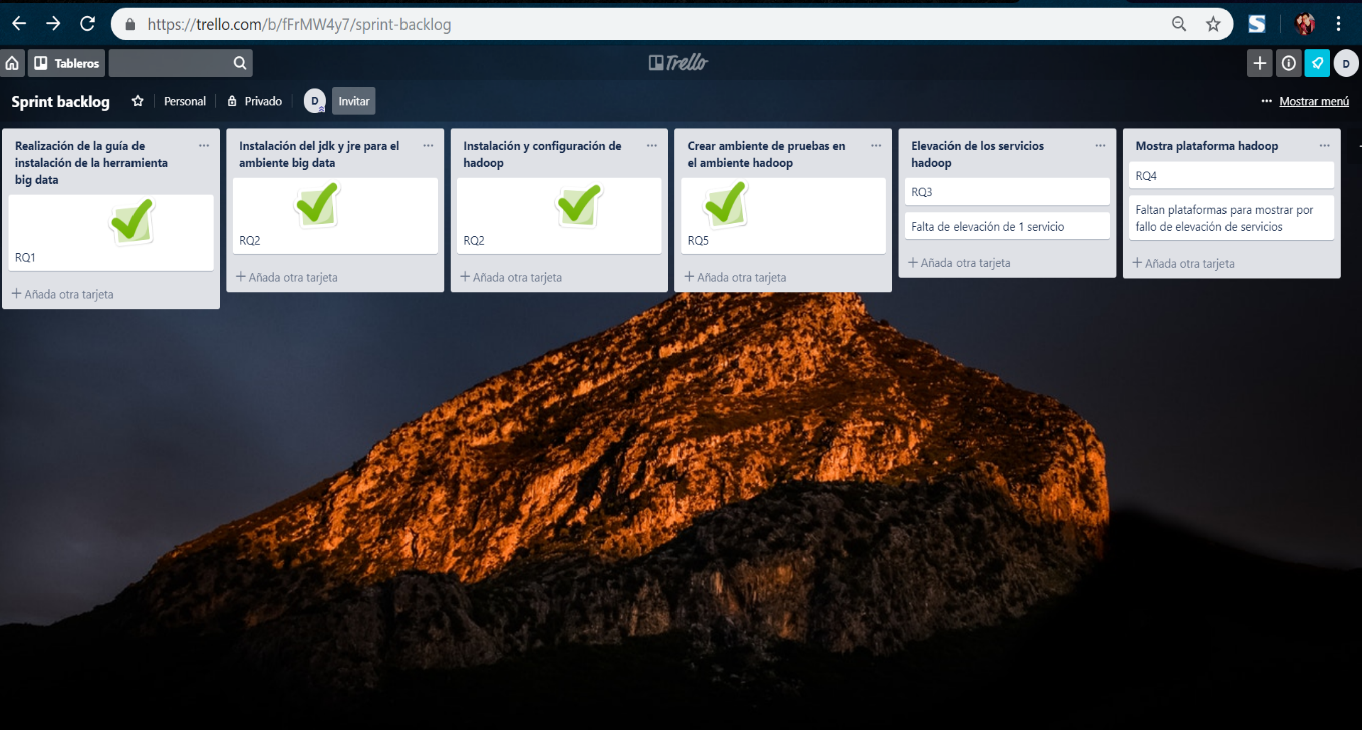 https://trello.com/b/fFrMW4y7/sprint-backlog
Tableros
Trello
D
Sprint backlog
Personal
Privado
D
Invitar
Mostrar menú
Realización de la guía de
instalación de la herramienta
big data
RQ1
Añada otra tarjeta
Instalación del jdk y jre para el
ambiente big data
RQ2
Añada otra tarjeta
Instalación y configuración de
hadoop
RQ2
Añada otra tarjeta
Crear ambiente de pruebas en
el ambiente hadoop
RQ5
Añada otra tarjeta
Elevación de los servicios
hadoop
RQ3
Falta de elevación de 1 servicio
Añada otra tarjeta
Mostra plataforma hadoop
RQ4
Faltan plataformas para mostrar por
fallo de elevación de servicios
Añada otra tarjeta